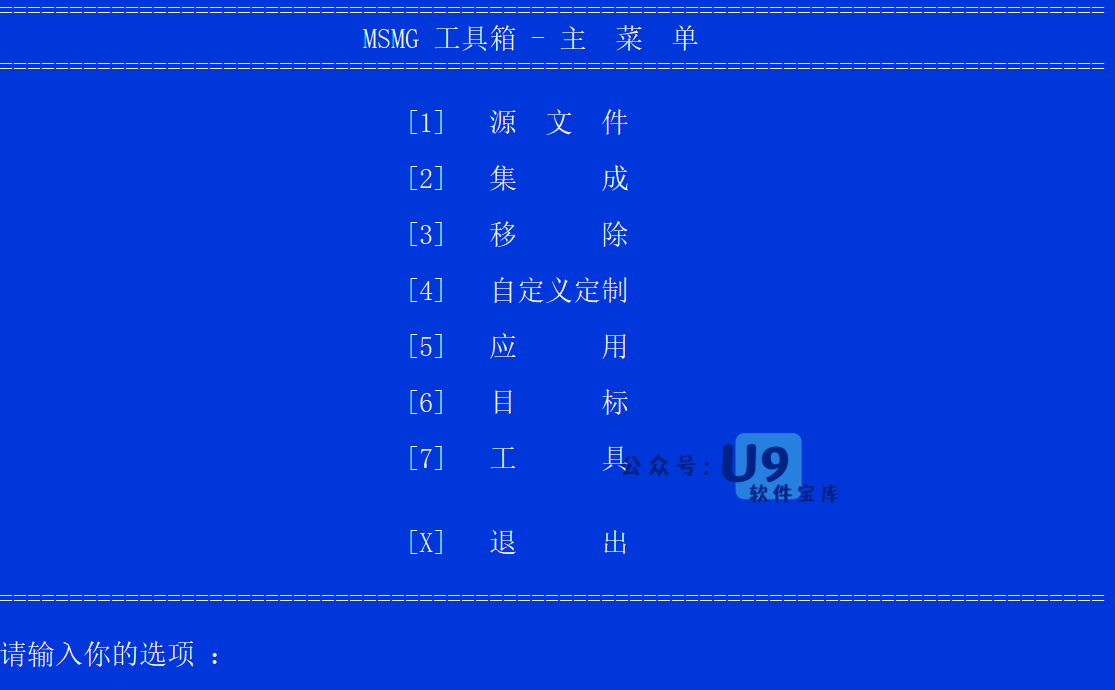 MSMG 工具箱 - 主 菜 单
[1] 源 文 件
[2] 集 成
[3] 移 除
[4] 自定义定制
[5] 应 用
[6] 目 标
[7] 工 具
公众号: U9
软件宝库
[X] 退 出
请输入你的选项 :